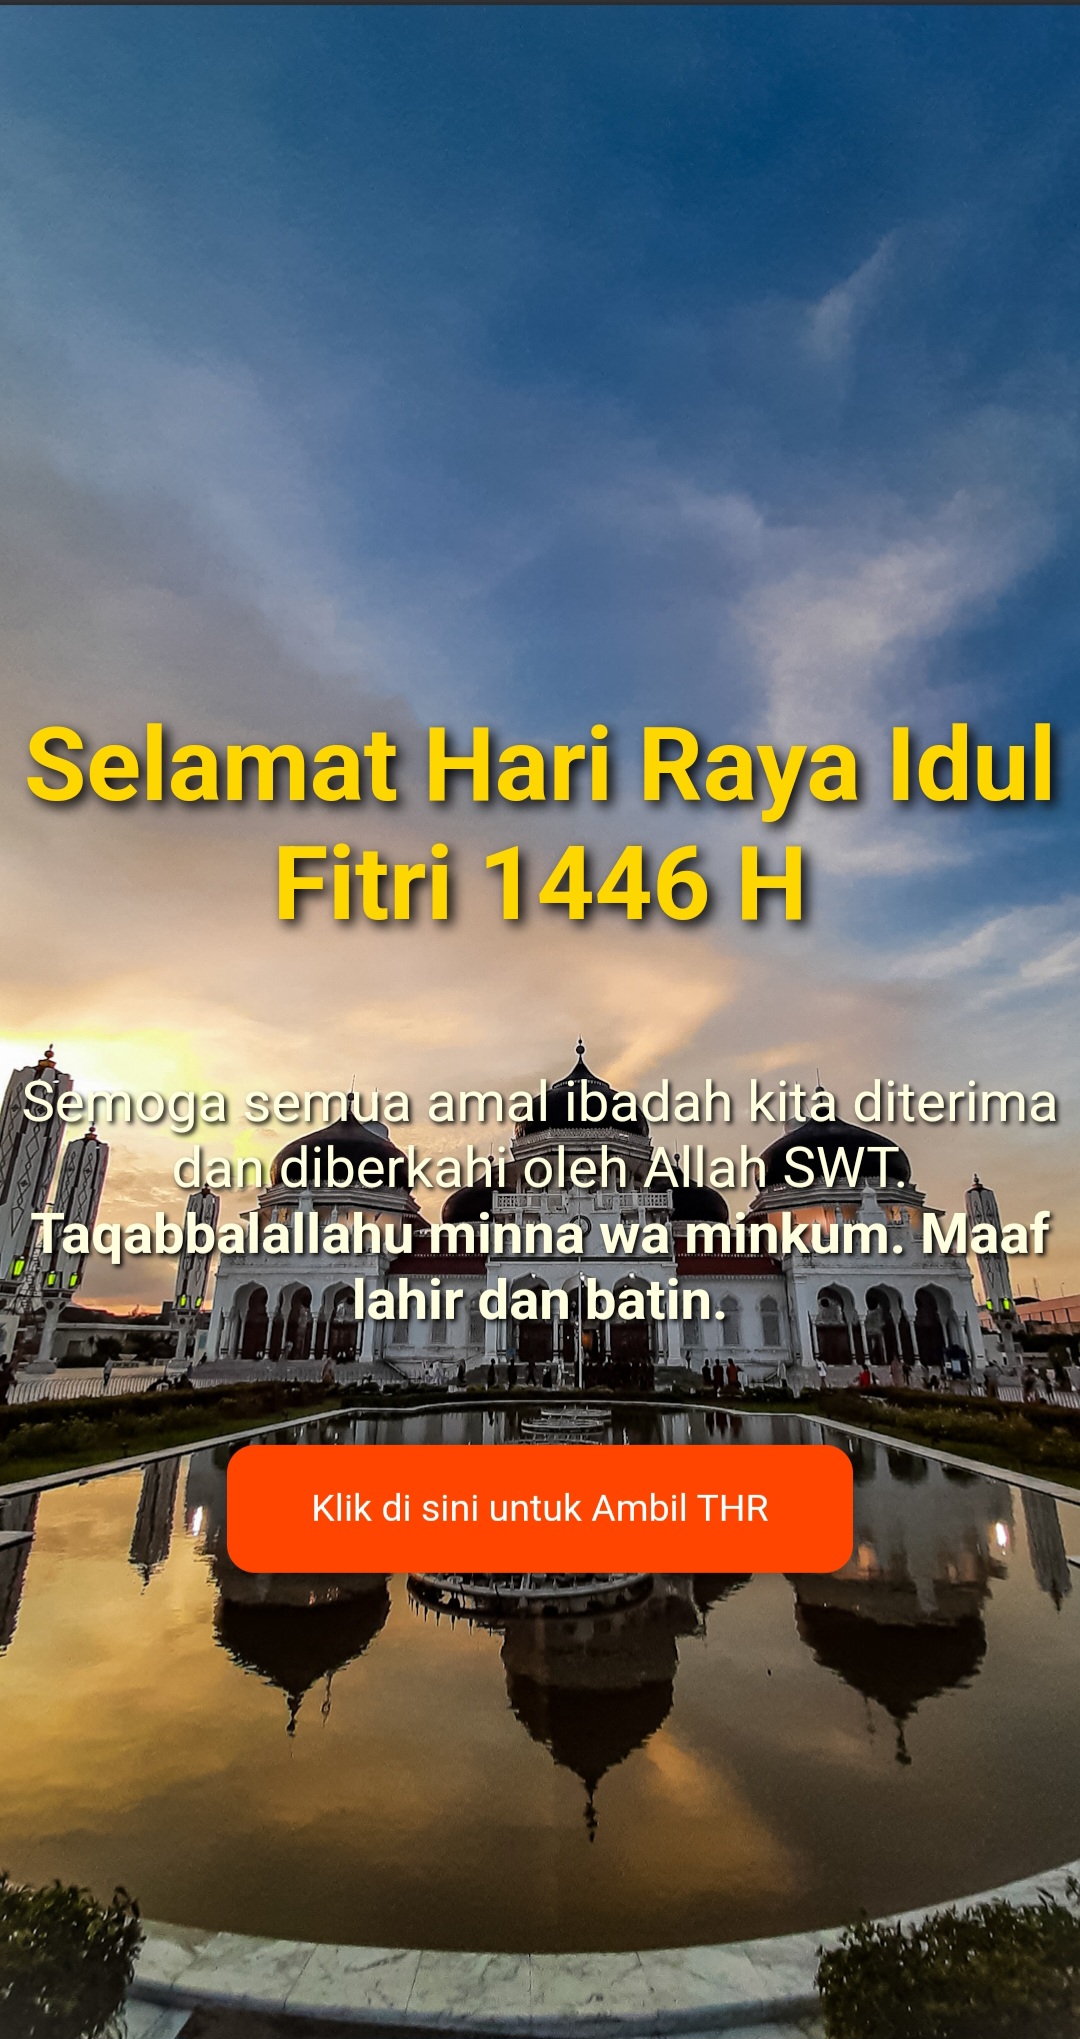 Selamat Hari Raya Idul
Fitri 1446 H
Semoga semua amal ibadah kita diterima
dan diberkahi oleh Allah SWT.
Taqabbalallahu minna wa minkum. Maaf
lahir dan batin.
Klik di sini untuk Ambil THR